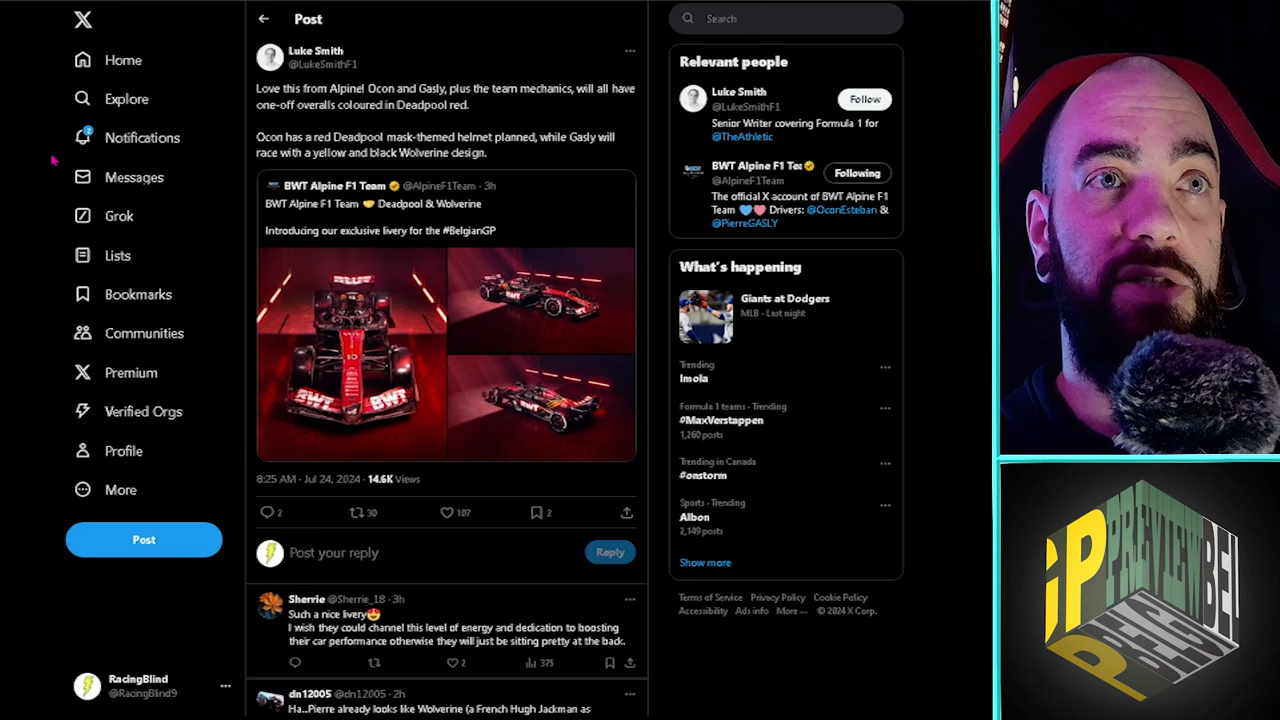 Home
Explore
2
Notifications
Messages
Grok
Lists
Bookmarks
Communities
Premium
Verified Orgs
Profile
More
Post
RacingBlind
@RacingBlind9
Post
Luke Smith
@LukeSmithF1
Love this from Alpine! Ocon and Gasly, plus the team mechanics, will all have
one-off overalls coloured in Deadpool red.
Ocon has a red Deadpool mask-themed helmet planned, while Gasly will
race with a yellow and black Wolverine design.
BWT Alpine F1 Team @AlpineF1Team · 3h
BWT Alpine F1 Team 🤝 Deadpool & Wolverine
Introducing our exclusive livery for the #BelgianGP
BWT
BWT
BWT
BWT
8:25 AM · Jul 24, 2024 · 14.6K Views
2
30
107
2
Post your reply
Reply
Sherrie @Sherrie_18 · 3h
Such a nice livery😍
I wish they could channel this level of energy and dedication to boosting
their car performance otherwise they will just be sitting pretty at the back.
2
375
dn12005 @dn12005 · 2h
Ha..Pierre already looks like Wolverine (a French Hugh Jackman as
Search
Relevant people
Luke Smith
@LukeSmithF1
Follow
Senior Writer covering Formula 1 for
@TheAthletic
BWT Alpine F1 Te
@AlpineF1Team
Following
The official X account of BWT Alpine F1
Team 💙🩷 Drivers: @OconEsteban &
@PierreGASLY
What's happening
Giants at Dodgers
MLB · Last night
Trending
Imola
Formula 1 teams · Trending
#MaxVerstappen
1,260 posts
Trending in Canada
#onstorm
Sports · Trending
Albon
2,149 posts
Show more
Terms of Service Privacy Policy Cookie Policy
Accessibility Ads info More ··· © 2024 X Corp.
GP
PREVIEW
BEL